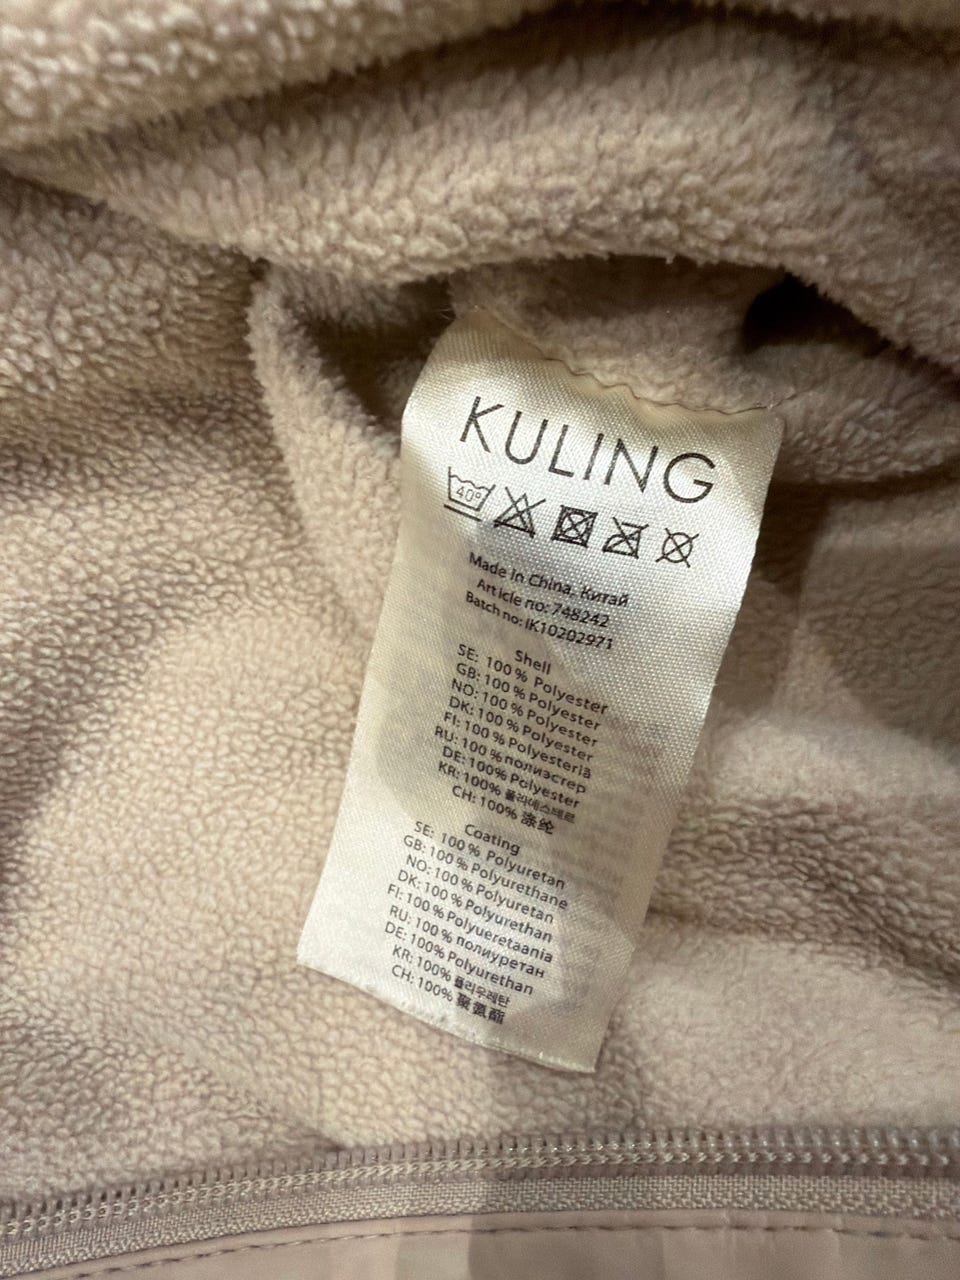 KULING
40°
Made in China, Китай
Article no: 748242
Batch no: IK10202971
Shell
SE: 100 % Polyester
GB: 100 % Polyester
NO: 100 % Polyester
DK: 100 % Polyester
FI: 100 % Polyesteriä
RU: 100 % полиэстер
DE: 100% Polyester
KR: 100% 폴리에스테르
CH: 100% 涤纶
Coating
SE: 100 % Polyuretan
GB: 100 % Polyurethane
NO: 100 % Polyuretan
DK: 100 % Polyurethan
FI: 100 % Polyueretaania
RU: 100 % полиуретан
DE: 100% Polyurethan
KR: 100% 폴리우레탄
CH: 100% 聚氨酯